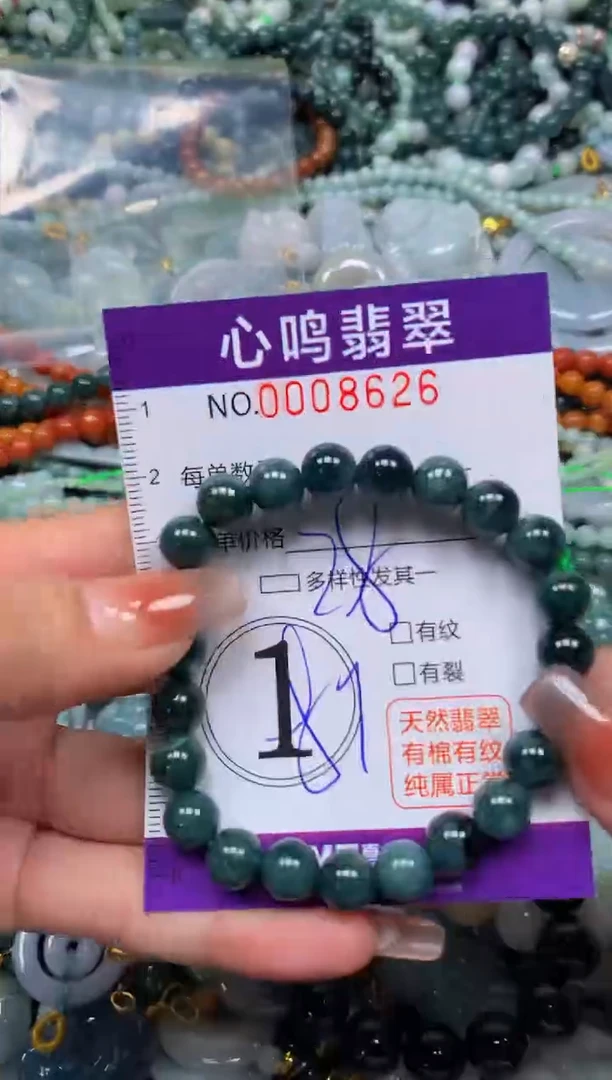 心鸣翡翠
NO.0008626
1
2 每单数
单价格
28
多样性发其一
有纹
有裂
1
天然翡翠
有棉有纹
纯属正常